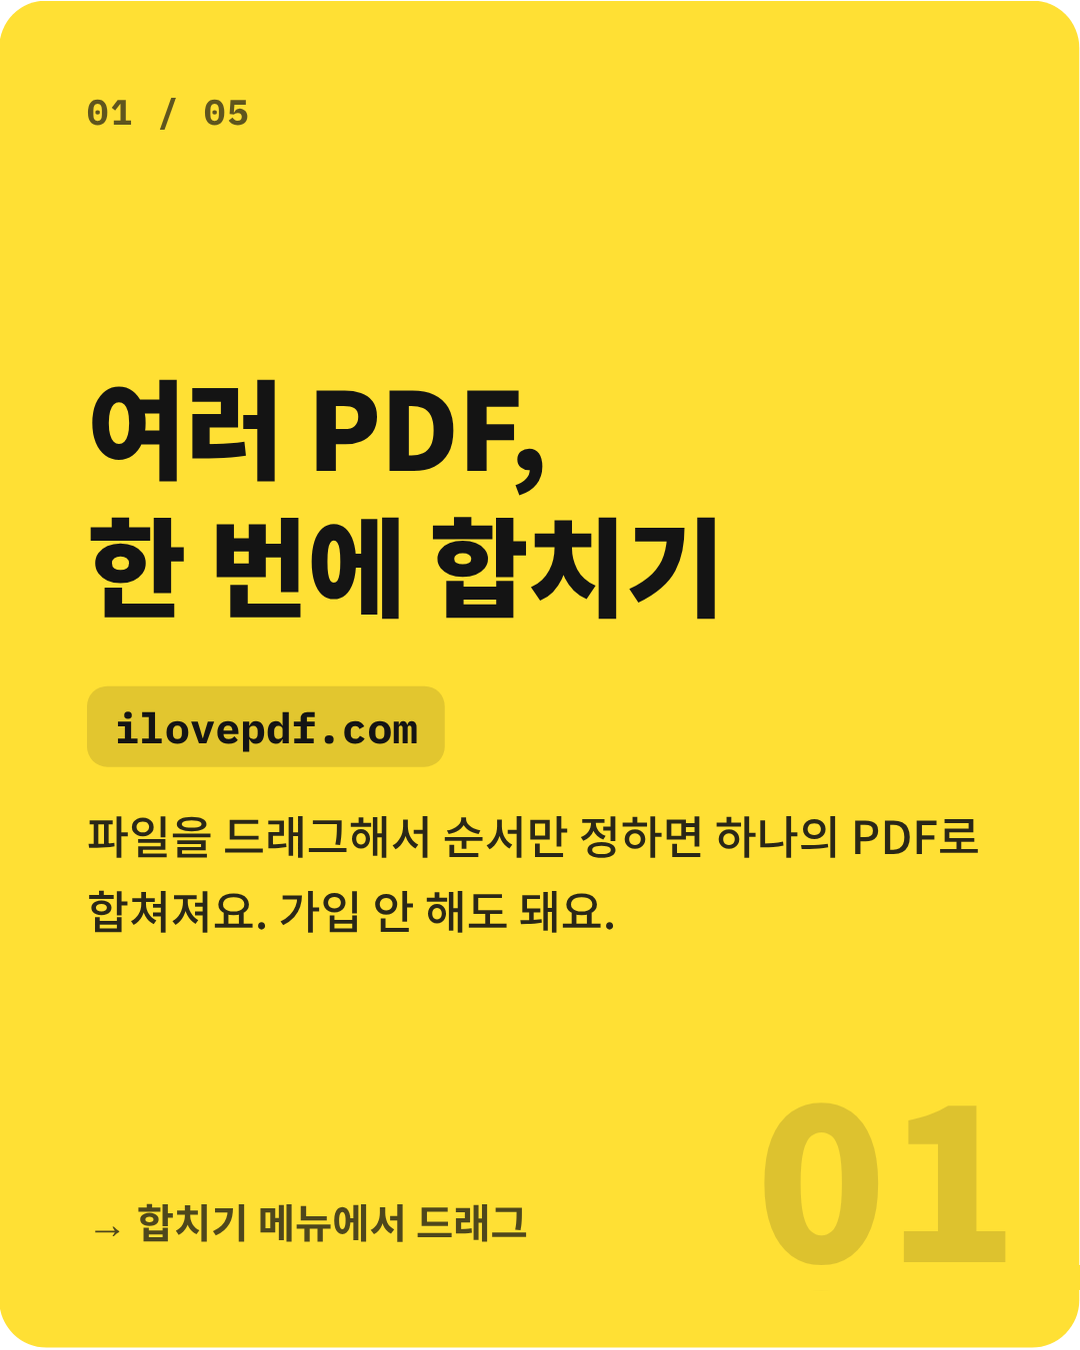 01 / 05
여러 PDF,
한 번에 합치기
ilovepdf.com
파일을 드래그해서 순서만 정하면 하나의 PDF로
합쳐져요. 가입 안 해도 돼요.
→ 합치기 메뉴에서 드래그
01